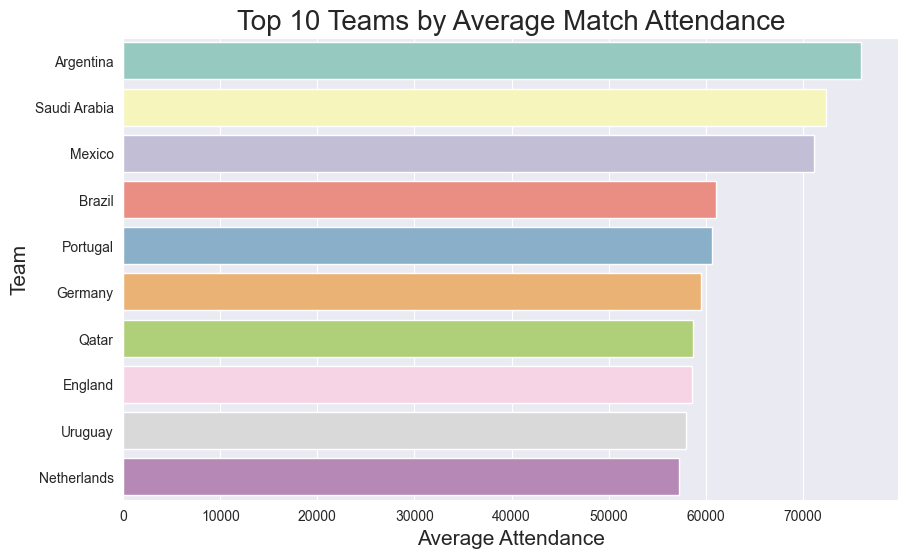 Top 10 Teams by Average Match Attendance
Team
Argentina
Saudi Arabia
Mexico
Brazil
Portugal
Germany
Qatar
England
Uruguay
Netherlands
0 10000 20000 30000 40000 50000 60000 70000
Average Attendance